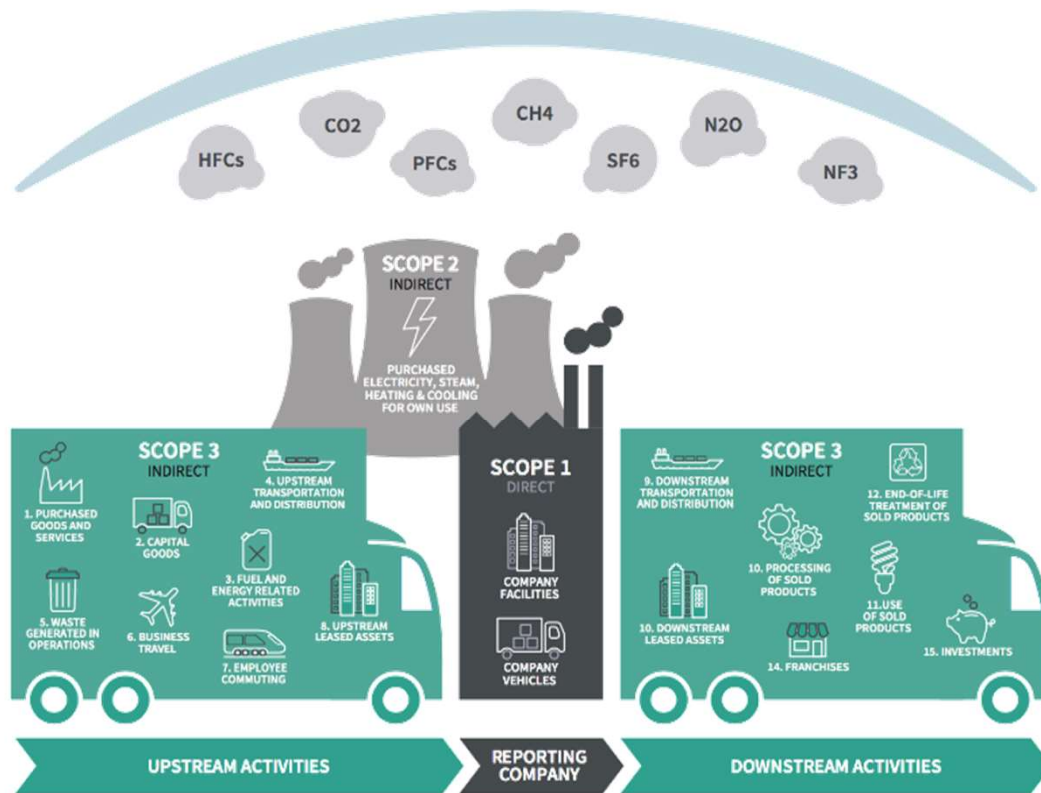 HFCs
CO2
PFCs
CH4
SF6
N2O
NF3
SCOPE 2
INDIRECT
PURCHASED
ELECTRICITY, STEAM,
HEATING & COOLING
FOR OWN USE
SCOPE 3
INDIRECT
1. PURCHASED
GOODS AND
SERVICES
2. CAPITAL
GOODS
3. FUEL AND
ENERGY RELATED
ACTIVITIES
4. UPSTREAM
TRANSPORTATION
AND DISTRIBUTION
5. WASTE
GENERATED IN
OPERATIONS
6. BUSINESS
TRAVEL
7. EMPLOYEE
COMMUTING
8. UPSTREAM
LEASED ASSETS
SCOPE 1
DIRECT
COMPANY
FACILITIES
COMPANY
VEHICLES
SCOPE 3
INDIRECT
9. DOWNSTREAM
TRANSPORTATION
AND DISTRIBUTION
10. PROCESSING
OF SOLD
PRODUCTS
11.USE
OF SOLD
PRODUCTS
12. END-OF-LIFE
TREATMENT OF
SOLD PRODUCTS
10. DOWNSTREAM
LEASED ASSETS
14. FRANCHISES
15. INVESTMENTS
UPSTREAM ACTIVITIES
REPORTING
COMPANY
DOWNSTREAM ACTIVITIES